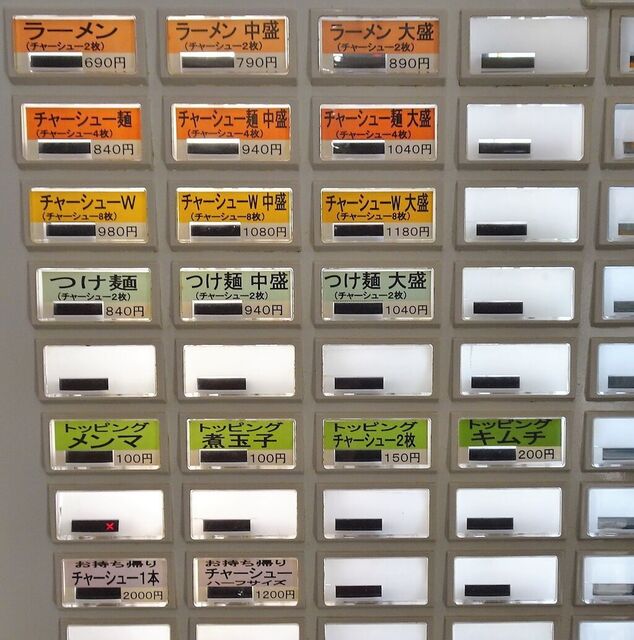 ラーメン
(チャーシュー2枚)
690円
ラーメン 中盛
(チャーシュー2枚)
790円
ラーメン 大盛
(チャーシュー2枚)
890円
チャーシュー麺
(チャーシュー4枚)
840円
チャーシュー麺 中盛
(チャーシュー4枚)
940円
チャーシュー麺 大盛
(チャーシュー4枚)
1040円
チャーシューW
(チャーシュー8枚)
980円
チャーシューW 中盛
(チャーシュー8枚)
1080円
チャーシューW 大盛
(チャーシュー8枚)
1180円
つけ麺
(チャーシュー2枚)
840円
つけ麺 中盛
(チャーシュー2枚)
940円
つけ麺 大盛
(チャーシュー2枚)
1040円
トッピング
メンマ
100円
トッピング
煮玉子
100円
トッピング
チャーシュー2枚
150円
トッピング
キムチ
200円
×
お持ち帰り
チャーシュー1本
2000円
お持ち帰り
チャーシュー
ハーフサイズ
1200円